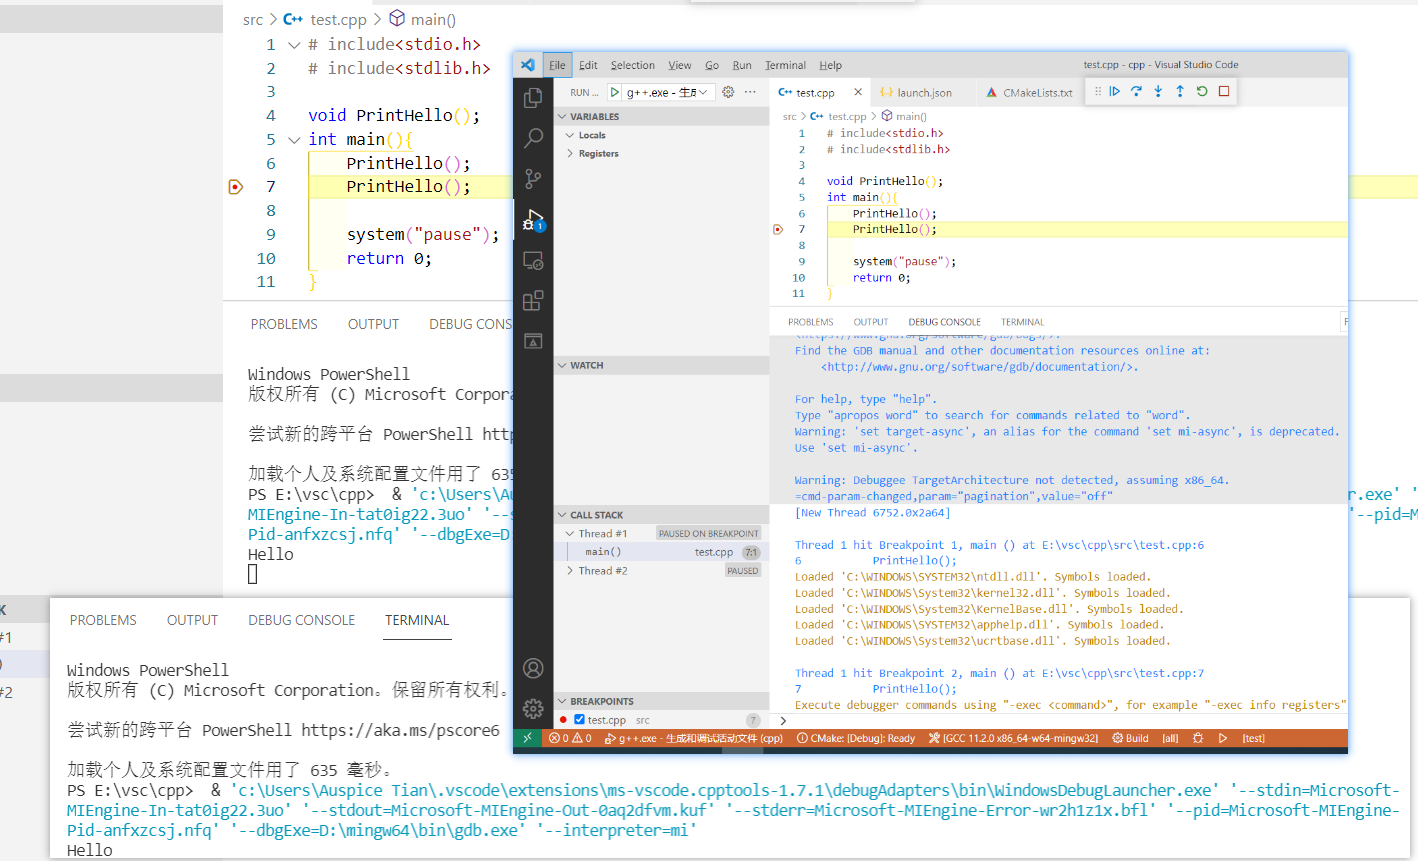 src > C++ test.cpp > main()
1 # include<stdio.h>
2 # include<stdlib.h>
3
4 void PrintHello();
5 int main(){
6 PrintHello();
7 PrintHello();
8
9 system("pause");
10 return 0;
11 }
PROBLEMS OUTPUT DEBUG CONS
Windows PowerShell
版权所有 (C) Microsoft Corpora
尝试新的跨平台 PowerShell http
加载个人及系统配置文件用了 635
PS E:\vsc\cpp> & 'c:\Users\Aus
r.exe' '
MIEngine-In-tat0ig22.3uo' '--s
'--pid=M
Pid-anfxzcsj.nfq' '--dbgExe=D:
Hello
File Edit Selection View Go Run Terminal Help
test.cpp - cpp - Visual Studio Code
RUN ... g++.exe - 生成 ...
C++ test.cpp × {} launch.json CMakeLists.txt
VARIABLES
Locals
Registers
src > C++ test.cpp > main()
1 # include<stdio.h>
2 # include<stdlib.h>
3
4 void PrintHello();
5 int main(){
6 PrintHello();
7 PrintHello();
8
9 system("pause");
10 return 0;
11 }
1
WATCH
CALL STACK
Thread #1 PAUSED ON BREAKPOINT
main() test.cpp 7:1
Thread #2 PAUSED
BREAKPOINTS
test.cpp src 7
PROBLEMS OUTPUT DEBUG CONSOLE TERMINAL
<https://www.gnu.org/software/gdb/bugs/>.
Find the GDB manual and other documentation resources online at:
<http://www.gnu.org/software/gdb/documentation/>.
For help, type "help".
Type "apropos word" to search for commands related to "word".
Warning: 'set target-async', an alias for the command 'set mi-async', is deprecated.
Use 'set mi-async'.
Warning: Debuggee TargetArchitecture not detected, assuming x86_64.
=cmd-param-changed,param="pagination",value="off"
[New Thread 6752.0x2a64]
Thread 1 hit Breakpoint 1, main () at E:\vsc\cpp\src\test.cpp:6
6 PrintHello();
Loaded 'C:\WINDOWS\SYSTEM32\ntdll.dll'. Symbols loaded.
Loaded 'C:\WINDOWS\System32\kernel32.dll'. Symbols loaded.
Loaded 'C:\WINDOWS\System32\KernelBase.dll'. Symbols loaded.
Loaded 'C:\WINDOWS\SYSTEM32\apphelp.dll'. Symbols loaded.
Loaded 'C:\WINDOWS\System32\ucrtbase.dll'. Symbols loaded.
Thread 1 hit Breakpoint 2, main () at E:\vsc\cpp\src\test.cpp:7
7 PrintHello();
Execute debugger commands using "-exec <command>", for example "-exec info registers"
>
0 0 g++.exe - 生成和调试活动文件 (cpp) CMake: [Debug]: Ready [GCC 11.2.0 x86_64-w64-mingw32] Build [all] [test]
K
#1
)
#2
PROBLEMS OUTPUT DEBUG CONSOLE TERMINAL
Windows PowerShell
版权所有 (C) Microsoft Corporation。保留所有权利。
尝试新的跨平台 PowerShell https://aka.ms/pscore6
加载个人及系统配置文件用了 635 毫秒。
PS E:\vsc\cpp> & 'c:\Users\Auspice Tian\.vscode\extensions\ms-vscode.cpptools-1.7.1\debugAdapters\bin\WindowsDebugLauncher.exe' '--stdin=Microsoft-
MIEngine-In-tat0ig22.3uo' '--stdout=Microsoft-MIEngine-Out-0aq2dfvm.kuf' '--stderr=Microsoft-MIEngine-Error-wr2h1z1x.bfl' '--pid=Microsoft-MIEngine-
Pid-anfxzcsj.nfq' '--dbgExe=D:\mingw64\bin\gdb.exe' '--interpreter=mi'
Hello